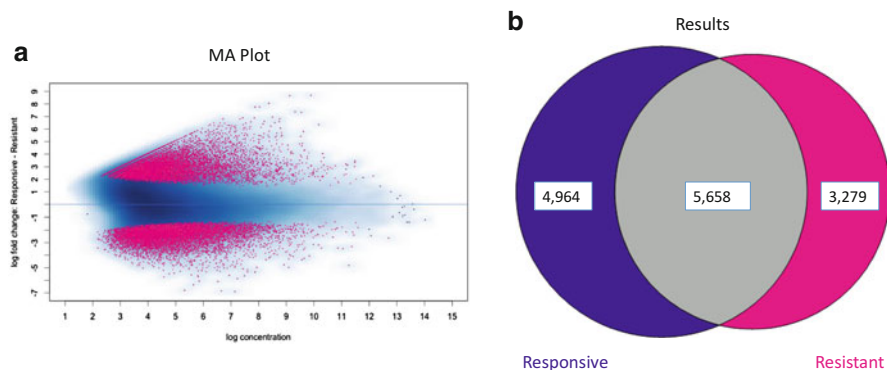 a
MA Plot
log fold change: Responsive - Resistant
9
7
6
5
4
3
2
1
-1
-3
-5
-7
1 2 3 4 5 6 7 8 9 10 11 12 13 14 15
log concentration
b
Results
4,964
5,658
3,279
Responsive
Resistant